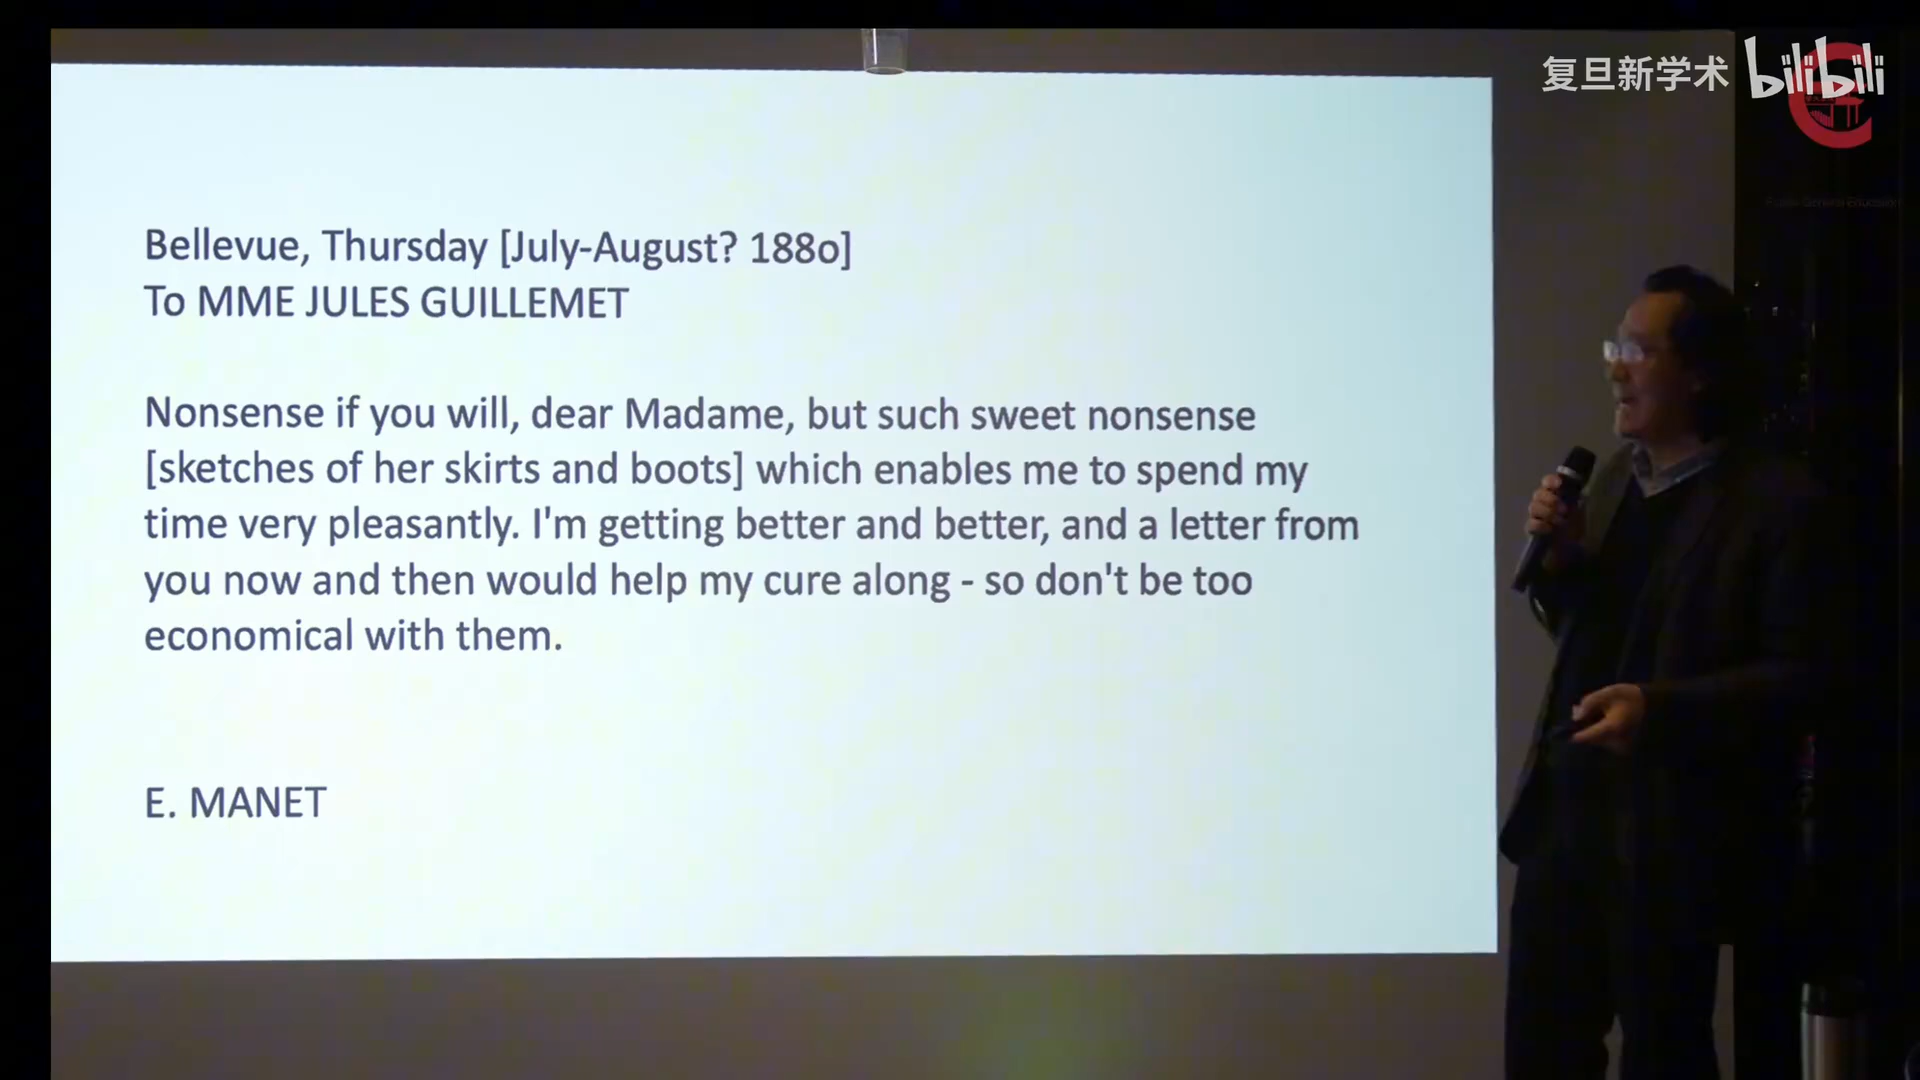 复旦新学术 bilibili
Bellevue, Thursday [July-August? 188o]
To MME JULES GUILLEMET
Nonsense if you will, dear Madame, but such sweet nonsense
[sketches of her skirts and boots] which enables me to spend my
time very pleasantly. I'm getting better and better, and a letter from
you now and then would help my cure along - so don't be too
economical with them.
E. MANET